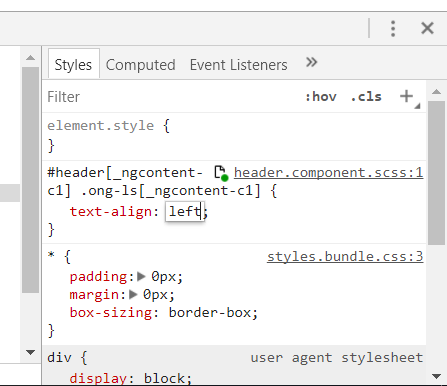 Styles Computed Event Listeners »
Filter :hov .cls +
element.style {
}
#header[_ngcontent- header.component.scss:1
c1] .ong-ls[_ngcontent-c1] {
text-align: left;
}
* { styles.bundle.css:3
padding:▶ 0px;
margin:▶ 0px;
box-sizing: border-box;
}
div { user agent stylesheet
display: block;